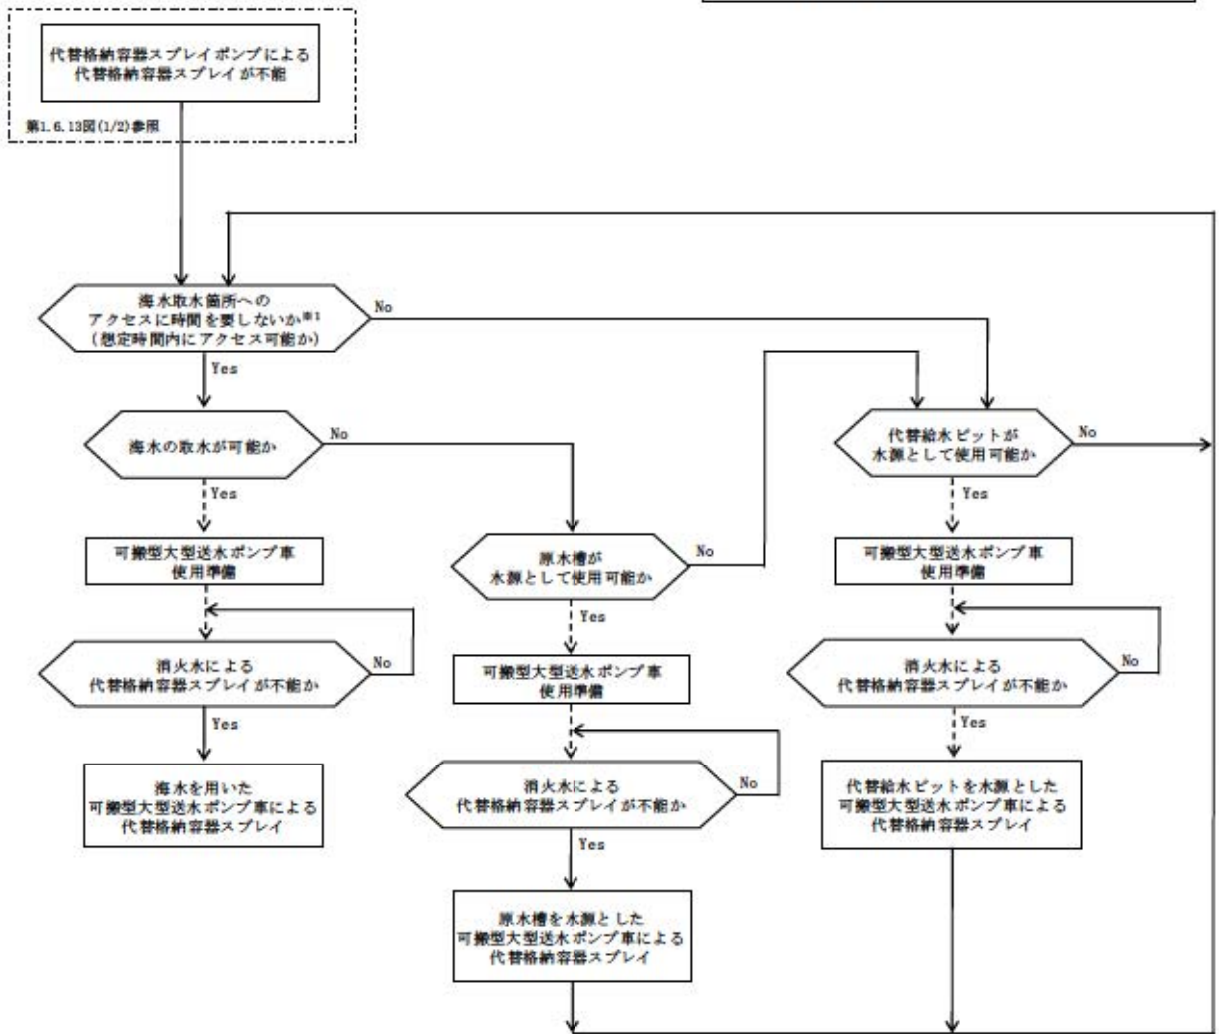 代替格納容器スプレイポンプによる
代替格納容器スプレイが不能
第1.6.13図(1/2)参照
海水取水箇所への
アクセスに時間を要しないか※1
(想定時間内にアクセス可能か)
No
Yes
海水の取水が可能か
No
Yes
可搬型大型送水ポンプ車
使用準備
消火水による
代替格納容器スプレイが不能か
No
Yes
海水を用いた
可搬型大型送水ポンプ車による
代替格納容器スプレイ
原水槽が
水源として使用可能か
No
Yes
可搬型大型送水ポンプ車
使用準備
消火水による
代替格納容器スプレイが不能か
No
Yes
原水槽を水源とした
可搬型大型送水ポンプ車による
代替格納容器スプレイ
代替給水ピットが
水源として使用可能か
No
Yes
可搬型大型送水ポンプ車
使用準備
消火水による
代替格納容器スプレイが不能か
No
Yes
代替給水ピットを水源とした
可搬型大型送水ポンプ車による
代替格納容器スプレイ